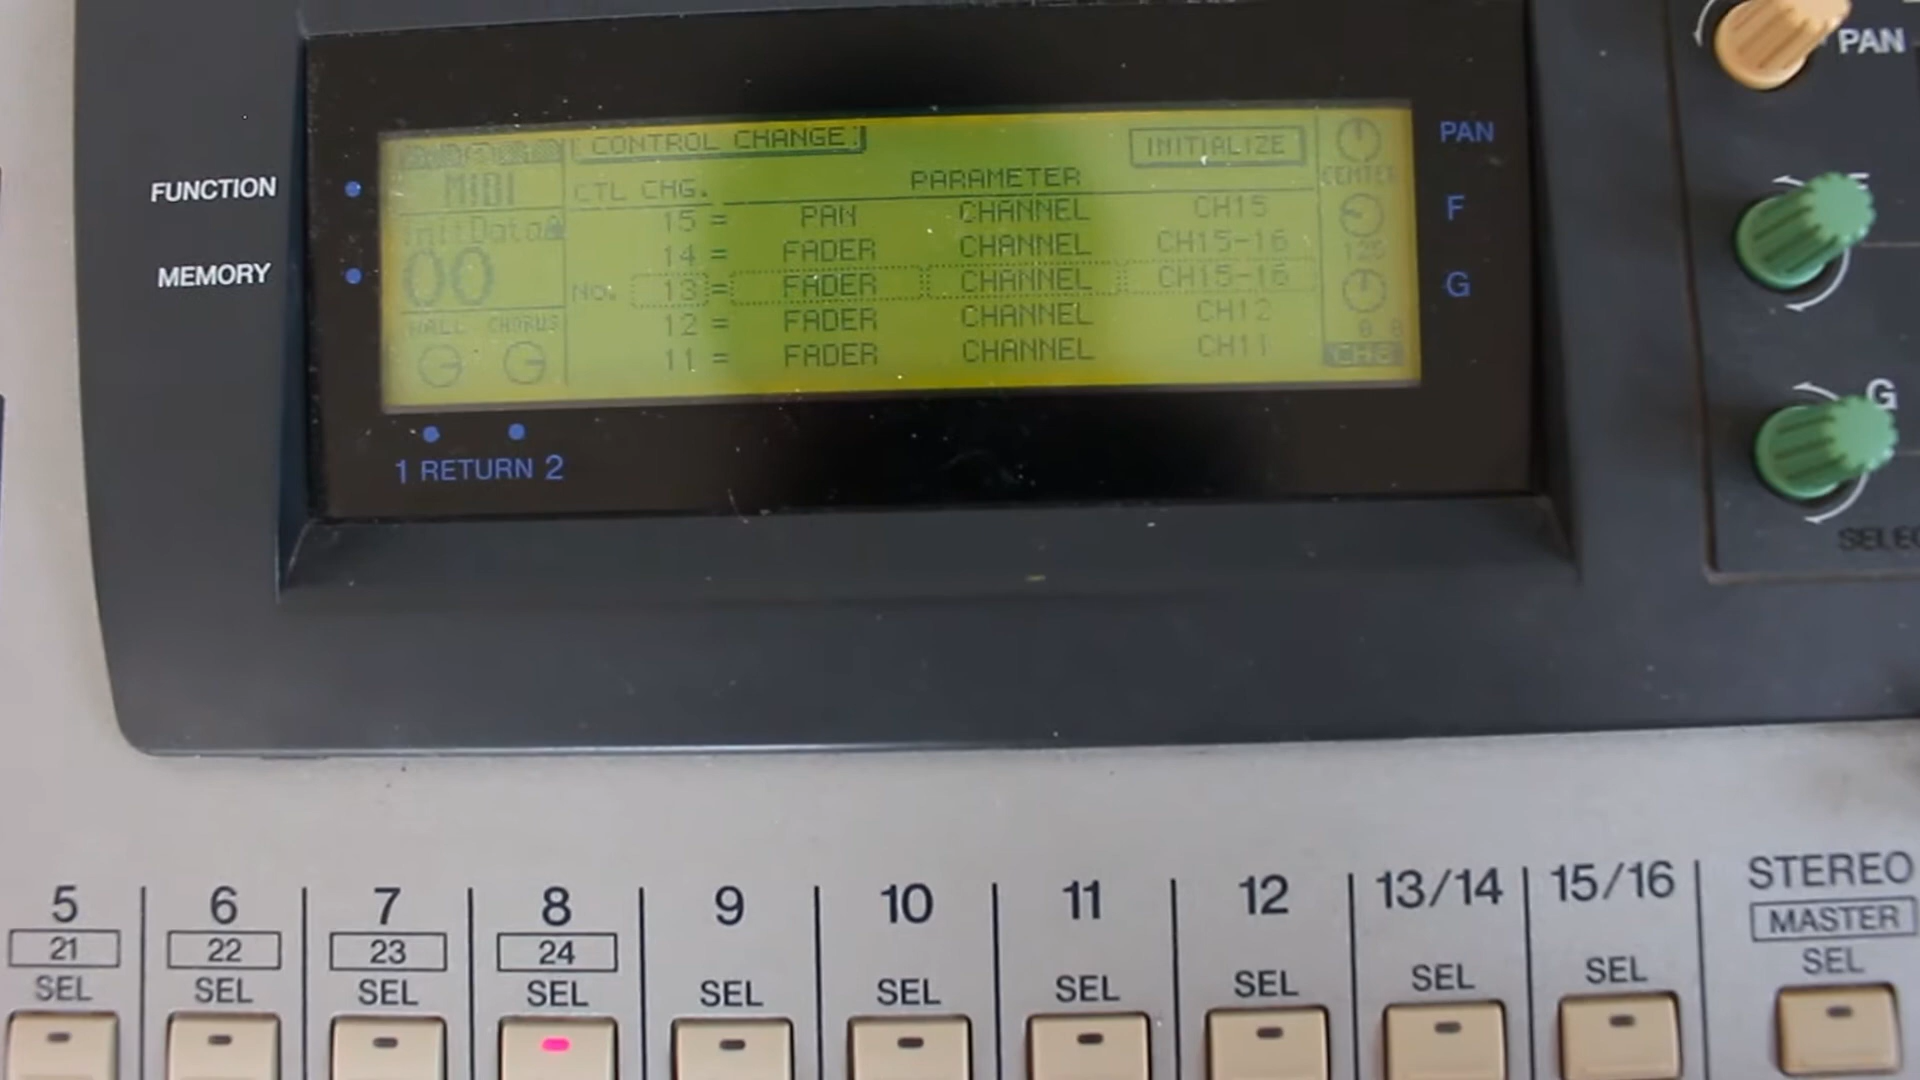 PAN
CONTROL CHANGE
INITIALIZE
PAN
FUNCTION
MIDI
CTL CHG.
PARAMETER
CENTER
InitData
15 = PAN CHANNEL CH15
F
14 = FADER CHANNEL CH15-16
MEMORY
00
No. 13 = FADER CHANNEL CH15-16
G
12 = FADER CHANNEL CH12
HALL CHORUS
11 = FADER CHANNEL CH11
G
1 RETURN 2
5 6 7 8 9 10 11 12 13/14 15/16 STEREO
21 22 23 24 MASTER
SEL SEL SEL SEL SEL SEL SEL SEL SEL SEL SEL